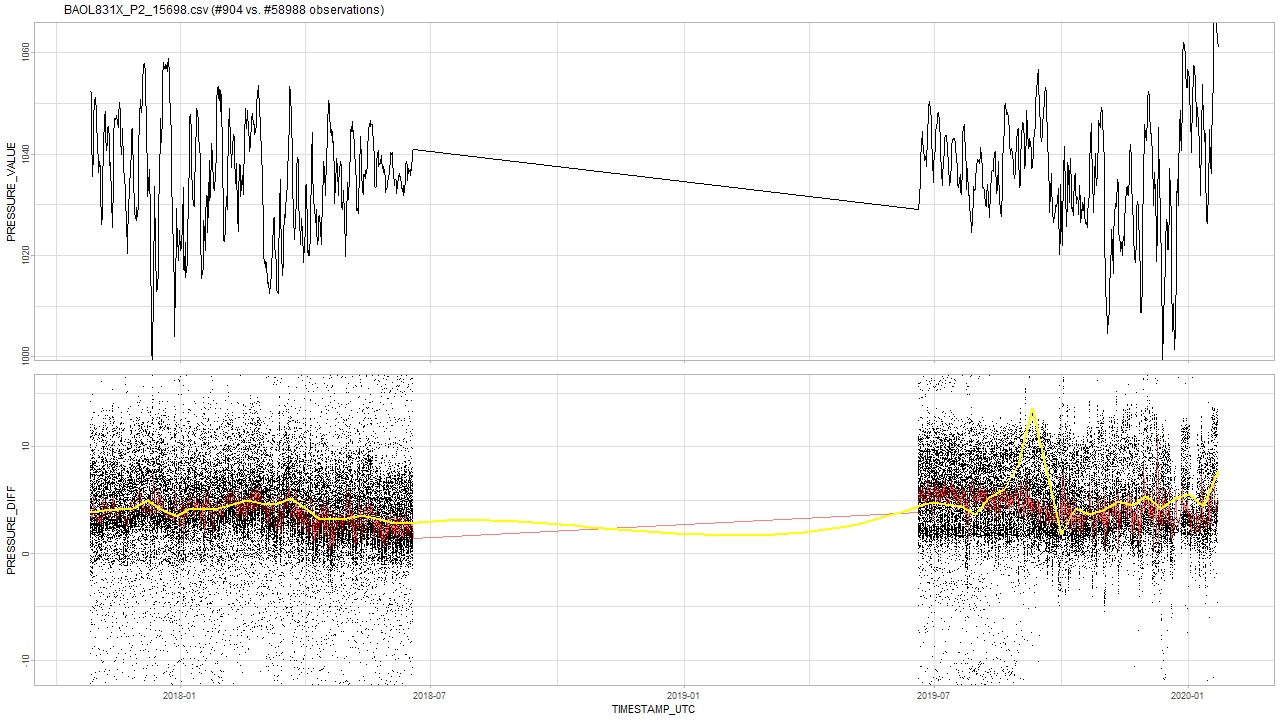 BAOL831X_P2_15698.csv (#904 vs. #58988 observations)
PRESSURE_VALUE
1060
1040
1020
1000
PRESSURE_DIFF
10
0
-10
2018-01 2018-07 2019-01 2019-07 2020-01
TIMESTAMP_UTC